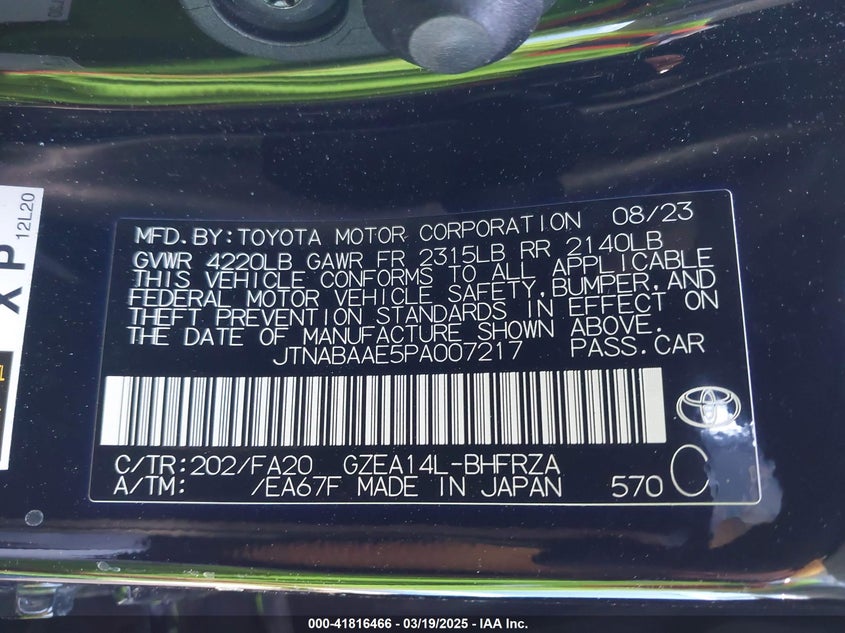 12L20
XP
MFD.BY:TOYOTA MOTOR CORPORATION 08/23
GVWR 4220LB GAWR FR 2315LB RR 2140LB
THIS VEHICLE CONFORMS TO ALL APPLICABLE
FEDERAL MOTOR VEHICLE SAFETY,BUMPER,AND
THEFT PREVENTION STANDARDS IN EFFECT ON
THE DATE OF MANUFACTURE SHOWN ABOVE.
JTNABAAE5PA007217 PASS.CAR
C/TR:202/FA20 GZEA14L-BHFRZA
A/TM: /EA67F MADE IN JAPAN 570
000-41816466 - 03/19/2025 - IAA Inc.